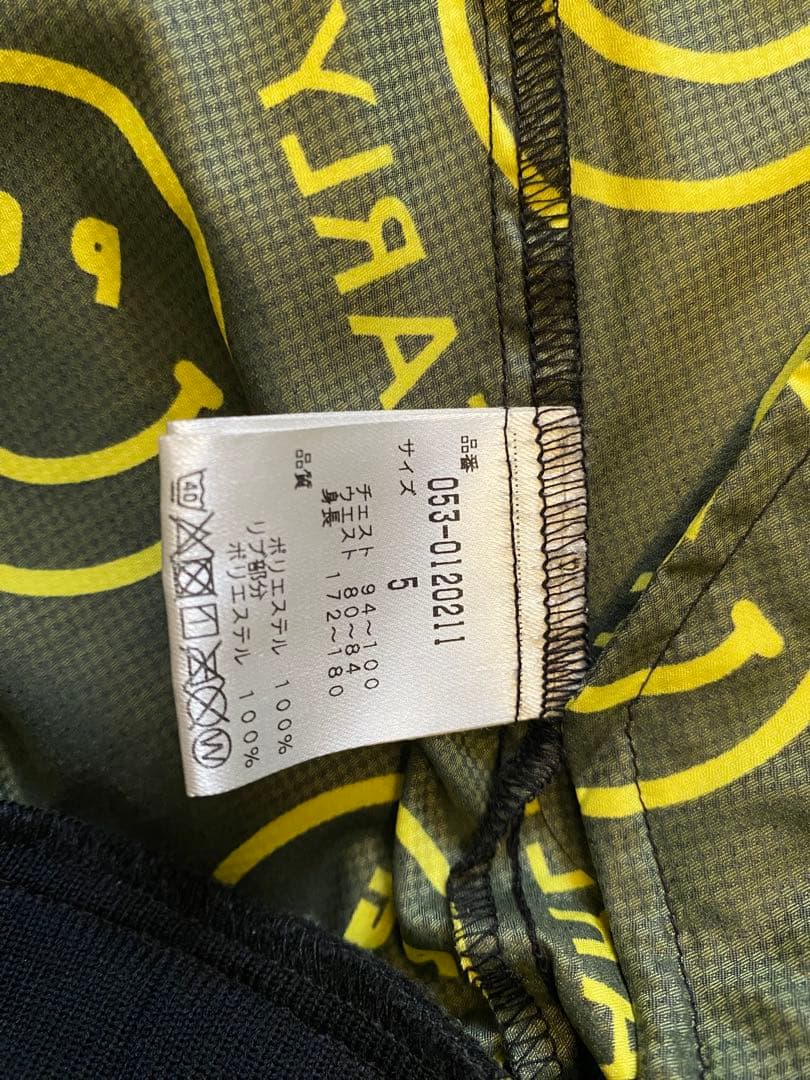 品番
053-0120211
サイズ
5
チェスト 94～100
ウエスト 80～84
身長 172～180
品質
ポリエステル 100%
リブ部分
ポリエステル 100%
40
W